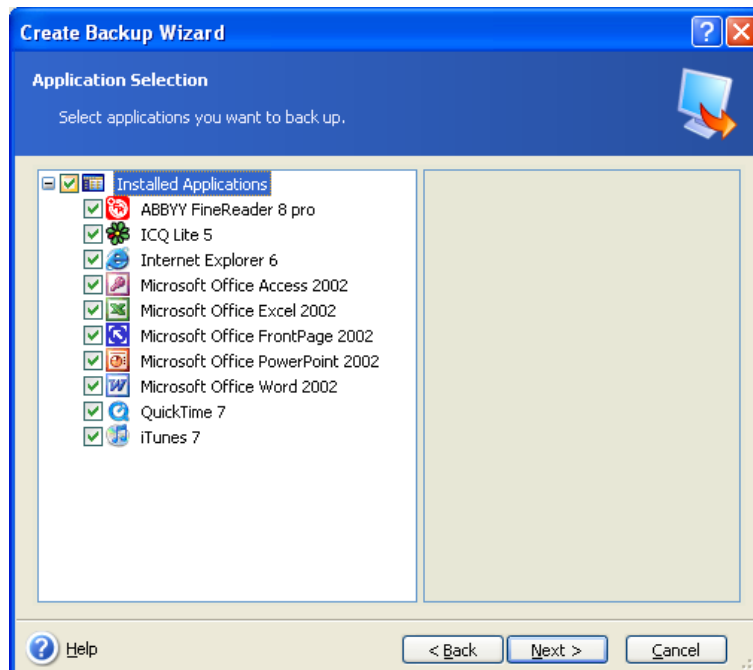 Create Backup Wizard
Application Selection
Select applications you want to back up.
Installed Applications
ABBYY FineReader 8 pro
ICQ Lite 5
Internet Explorer 6
Microsoft Office Access 2002
Microsoft Office Excel 2002
Microsoft Office FrontPage 2002
Microsoft Office PowerPoint 2002
Microsoft Office Word 2002
QuickTime 7
iTunes 7
Help
< Back
Next >
Cancel